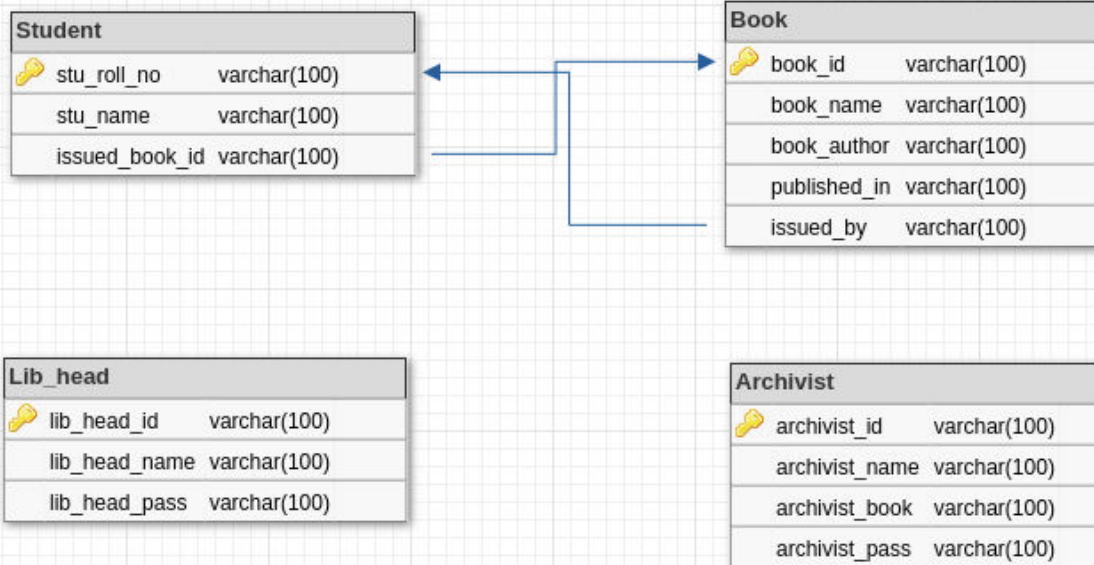 Student
stu_roll_no varchar(100)
stu_name varchar(100)
issued_book_id varchar(100)
Book
book_id varchar(100)
book_name varchar(100)
book_author varchar(100)
published_in varchar(100)
issued_by varchar(100)
Lib_head
lib_head_id varchar(100)
lib_head_name varchar(100)
lib_head_pass varchar(100)
Archivist
archivist_id varchar(100)
archivist_name varchar(100)
archivist_book varchar(100)
archivist_pass varchar(100)